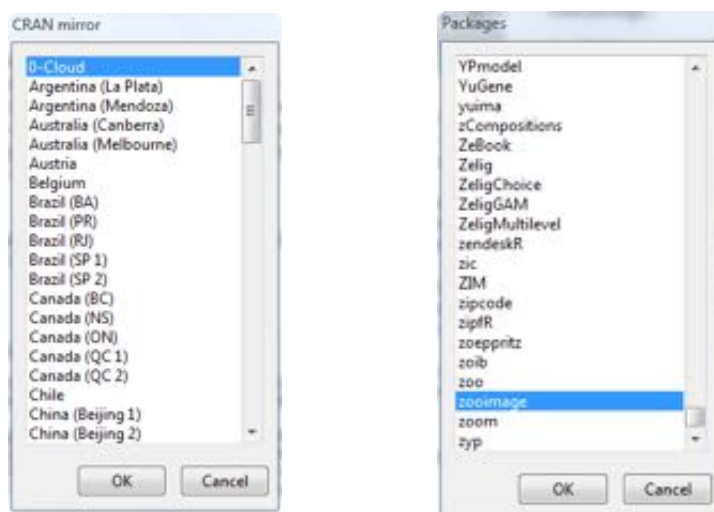 CRAN mirror
0-Cloud
Argentina (La Plata)
Argentina (Mendoza)
Australia (Canberra)
Australia (Melbourne)
Austria
Belgium
Brazil (BA)
Brazil (PR)
Brazil (RJ)
Brazil (SP 1)
Brazil (SP 2)
Canada (BC)
Canada (NS)
Canada (ON)
Canada (QC 1)
Canada (QC 2)
Chile
China (Beijing 1)
China (Beijing 2)
OK
Cancel
Packages
YPmodel
YuGene
yuima
zCompositions
ZeBook
Zelig
ZeligChoice
ZeligGAM
ZeligMultilevel
zendeskR
zic
ZIM
zipcode
zipfR
zoeppritz
zoib
zoo
zooimage
zoom
zyp
OK
Cancel